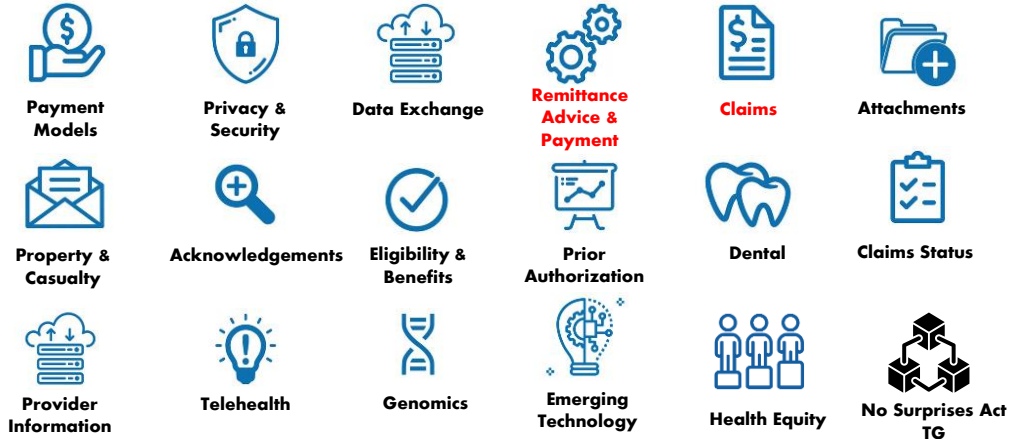 Payment
Models
Privacy &
Security
Data Exchange
Remittance
Advice &
Payment
Claims
Attachments
Property &
Casualty
Acknowledgements
Eligibility &
Benefits
Prior
Authorization
Dental
Claims Status
Provider
Information
Telehealth
Genomics
Emerging
Technology
Health Equity
No Surprises Act
TG